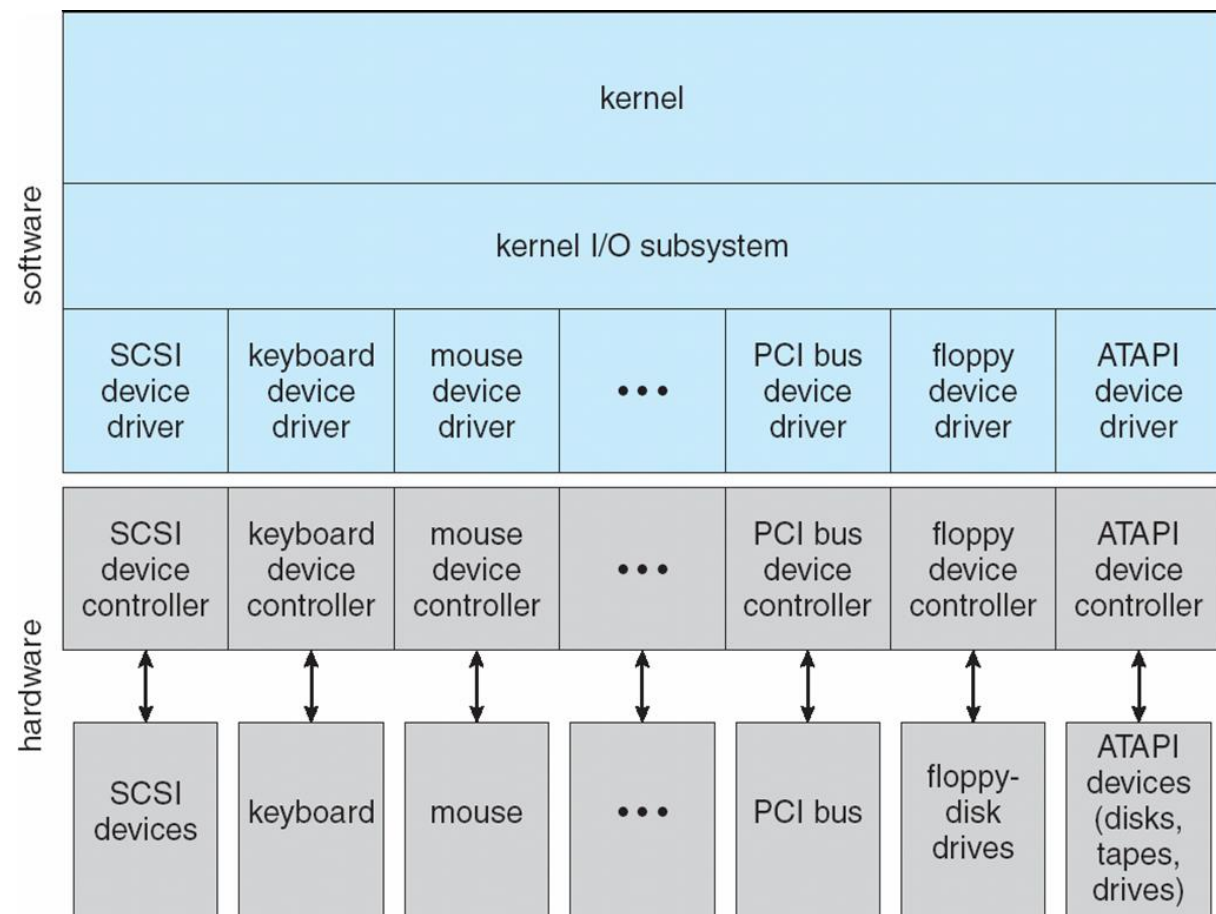 software
kernel
kernel I/O subsystem
SCSI
device
driver
keyboard
device
driver
mouse
device
driver
•••
PCI bus
device
driver
floppy
device
driver
ATAPI
device
driver
hardware
SCSI
device
controller
keyboard
device
controller
mouse
device
controller
•••
PCI bus
device
controller
floppy
device
controller
ATAPI
device
controller
SCSI
devices
keyboard
mouse
•••
PCI bus
floppy-
disk
drives
ATAPI
devices
(disks,
tapes,
drives)